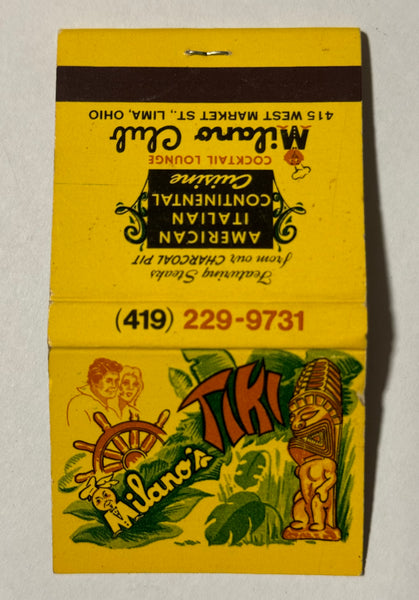 Milano Club
COCKTAIL LOUNGE
415 WEST MARKET ST., LIMA, OHIO
AMERICAN
ITALIAN
CONTINENTAL
Cuisine
Featuring Steaks
from our CHARCOAL PIT
(419) 229-9731
Milano's
TIKI